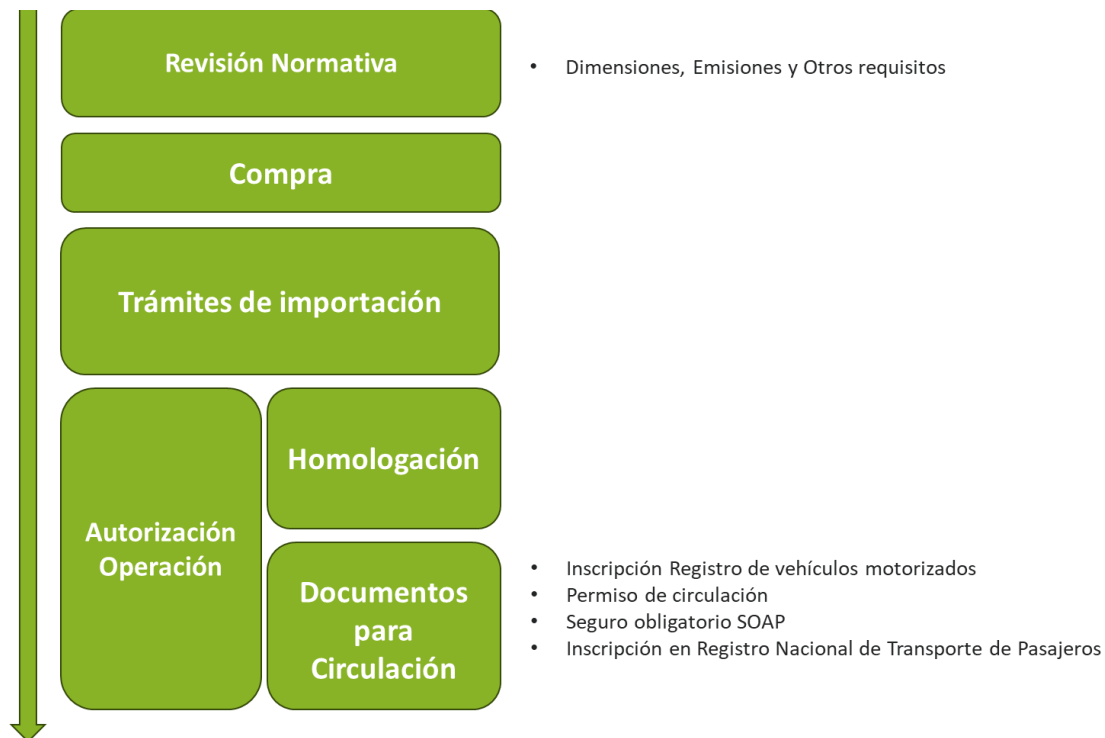 Revisión Normativa
• Dimensiones, Emisiones y Otros requisitos
Compra
Trámites de importación
Homologación
Autorización
Operación
Documentos
para
Circulación
• Inscripción Registro de vehículos motorizados
• Permiso de circulación
• Seguro obligatorio SOAP
• Inscripción en Registro Nacional de Transporte de Pasajeros